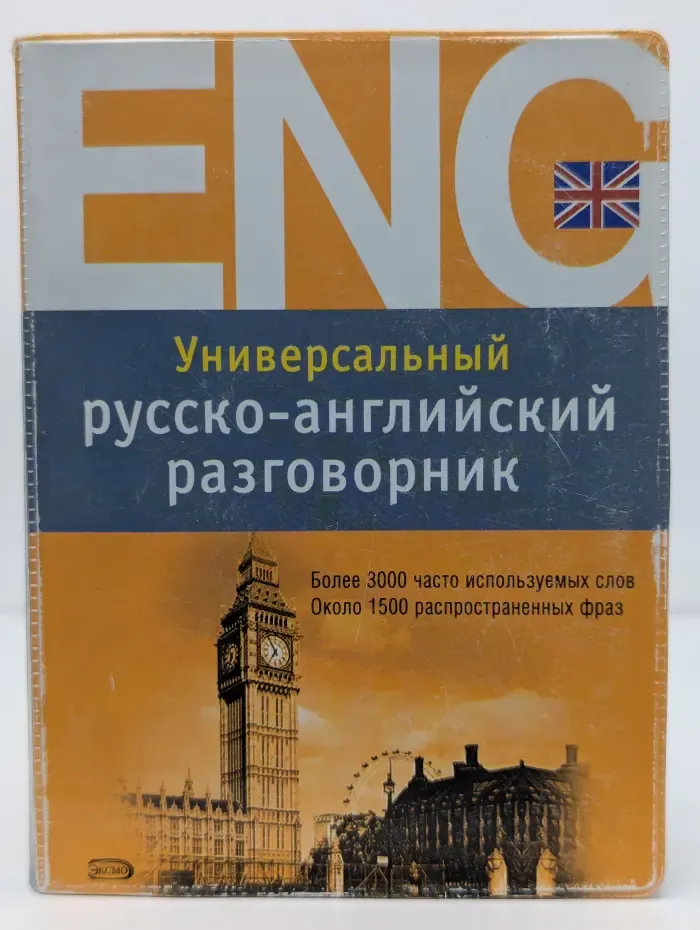 ENG
Универсальный
русско-английский
разговорник
Более 3000 часто используемых слов
Около 1500 распространенных фраз
ЭКСМО